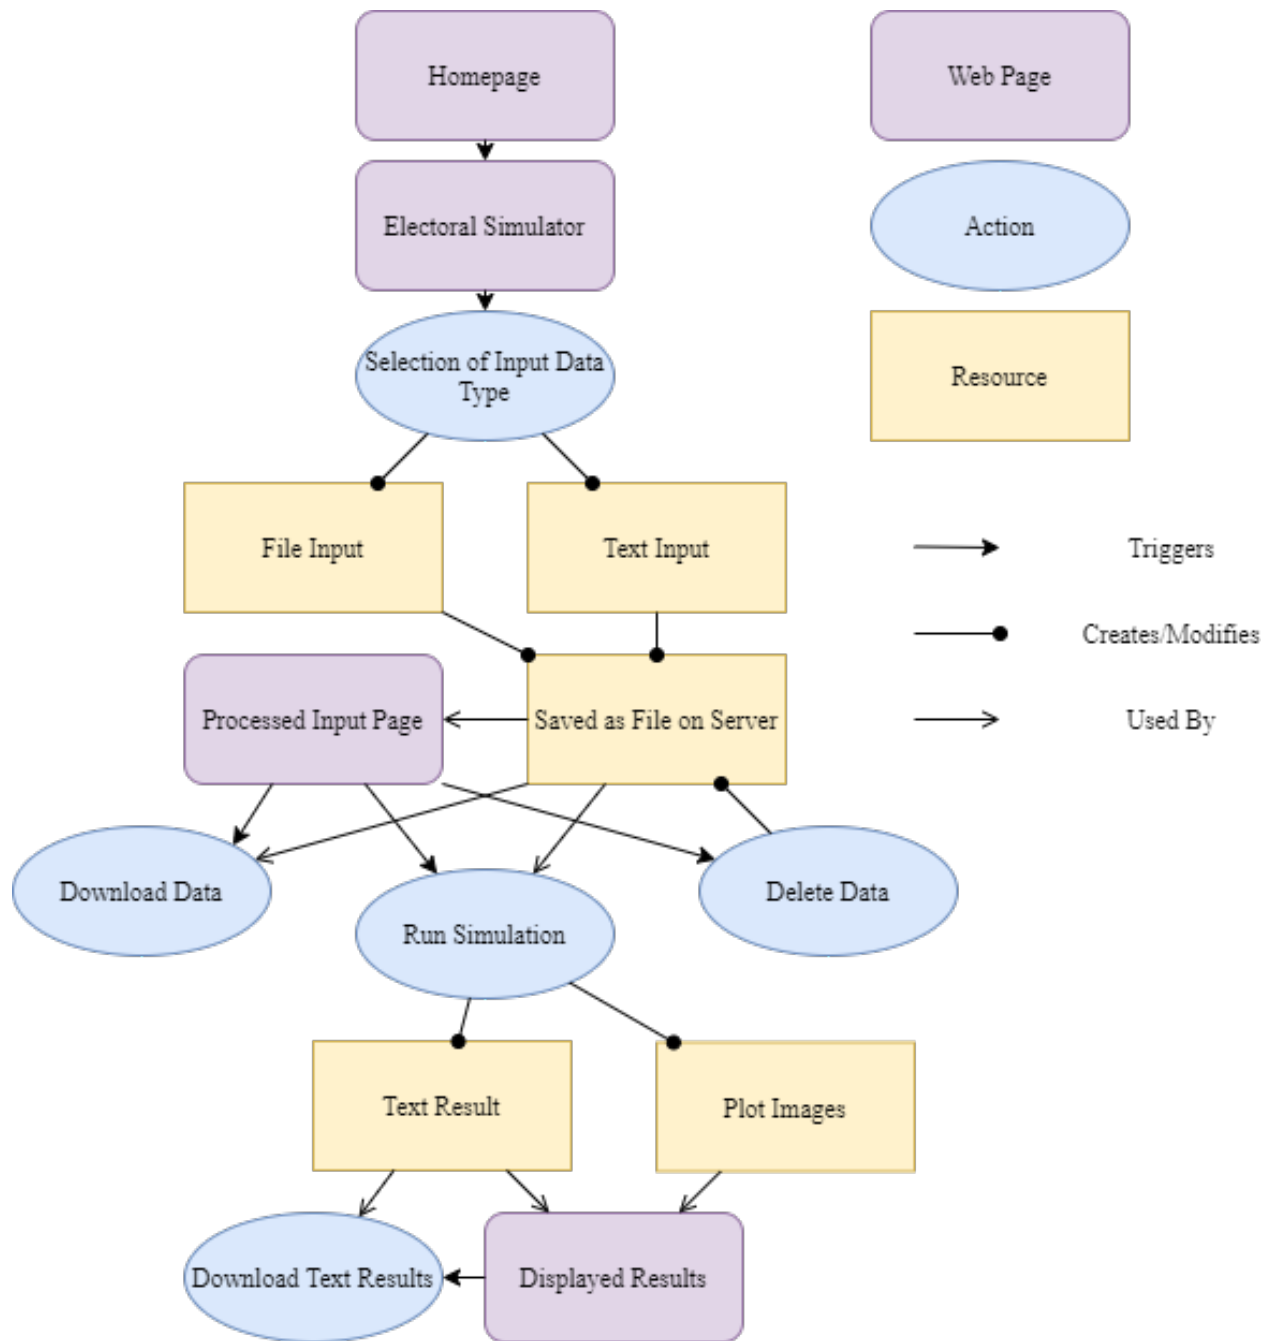 Homepage
Web Page
Electoral Simulator
Action
Selection of Input Data
Type
Resource
File Input
Text Input
Triggers
Creates/Modifies
Processed Input Page
Saved as File on Server
Used By
Download Data
Run Simulation
Delete Data
Text Result
Plot Images
Download Text Results
Displayed Results